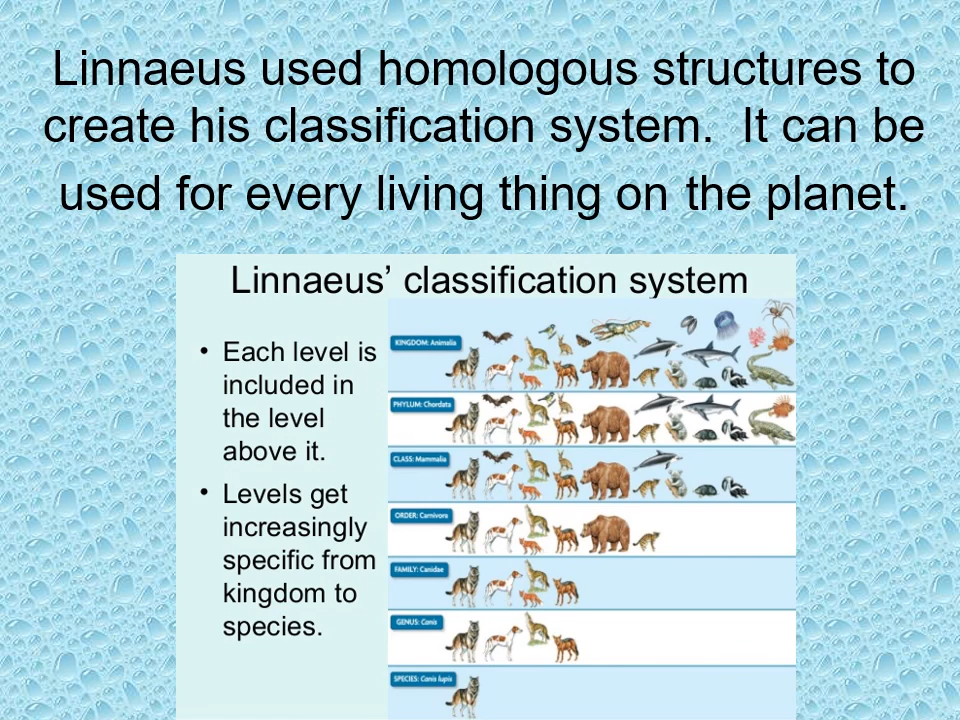 Linnaeus used homologous structures to
create his classification system.  It can be
used for every living thing on the planet.
Linnaeus’ classification system
• Each level is
included in
the level
above it.
• Levels get
increasingly
specific from
kingdom to
species.
KINGDOM: Animalia
PHYLUM: Chordata
CLASS: Mammalia
ORDER: Carnivora
FAMILY: Canidae
GENUS: Canis
SPECIES: Canis lupis